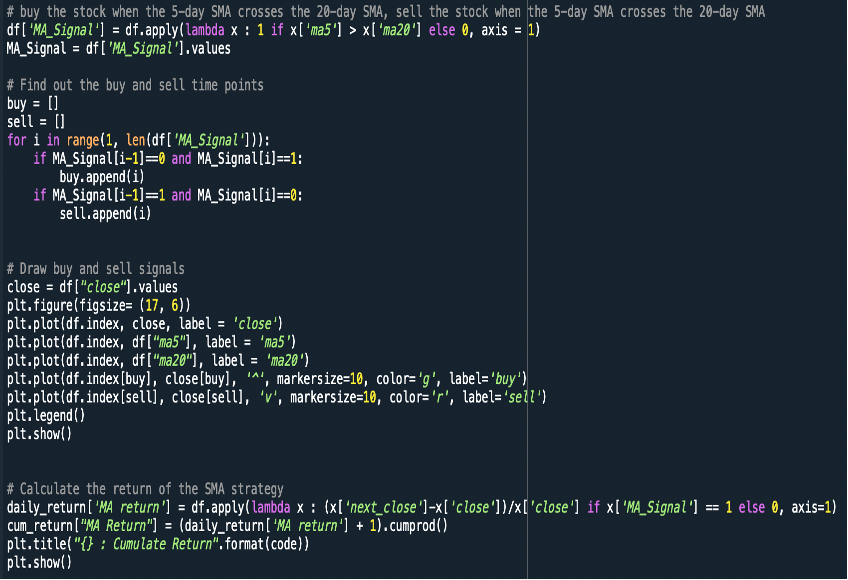 # buy the stock when the 5-day SMA crosses the 20-day SMA, sell the stock when the 5-day SMA crosses the 20-day SMA
df['MA_Signal'] = df.apply(lambda x : 1 if x['ma5'] > x['ma20'] else 0, axis = 1)
MA_Signal = df['MA_Signal'].values

# Find out the buy and sell time points
buy = []
sell = []
for i in range(1, len(df['MA_Signal'])):
    if MA_Signal[i-1]==0 and MA_Signal[i]==1:
        buy.append(i)
    if MA_Signal[i-1]==1 and MA_Signal[i]==0:
        sell.append(i)


# Draw buy and sell signals
close = df["close"].values
plt.figure(figsize= (17, 6))
plt.plot(df.index, close, label = 'close')
plt.plot(df.index, df["ma5"], label = 'ma5')
plt.plot(df.index, df["ma20"], label = 'ma20')
plt.plot(df.index[buy], close[buy], '^', markersize=10, color='g', label='buy')
plt.plot(df.index[sell], close[sell], 'v', markersize=10, color='r', label='sell')
plt.legend()
plt.show()


# Calculate the return of the SMA strategy
daily_return['MA return'] = df.apply(lambda x : (x['next_close']-x['close'])/x['close'] if x['MA_Signal'] == 1 else 0, axis=1)
cum_return["MA Return"] = (daily_return['MA return'] + 1).cumprod()
plt.title("{} : Cumulate Return".format(code))
plt.show()